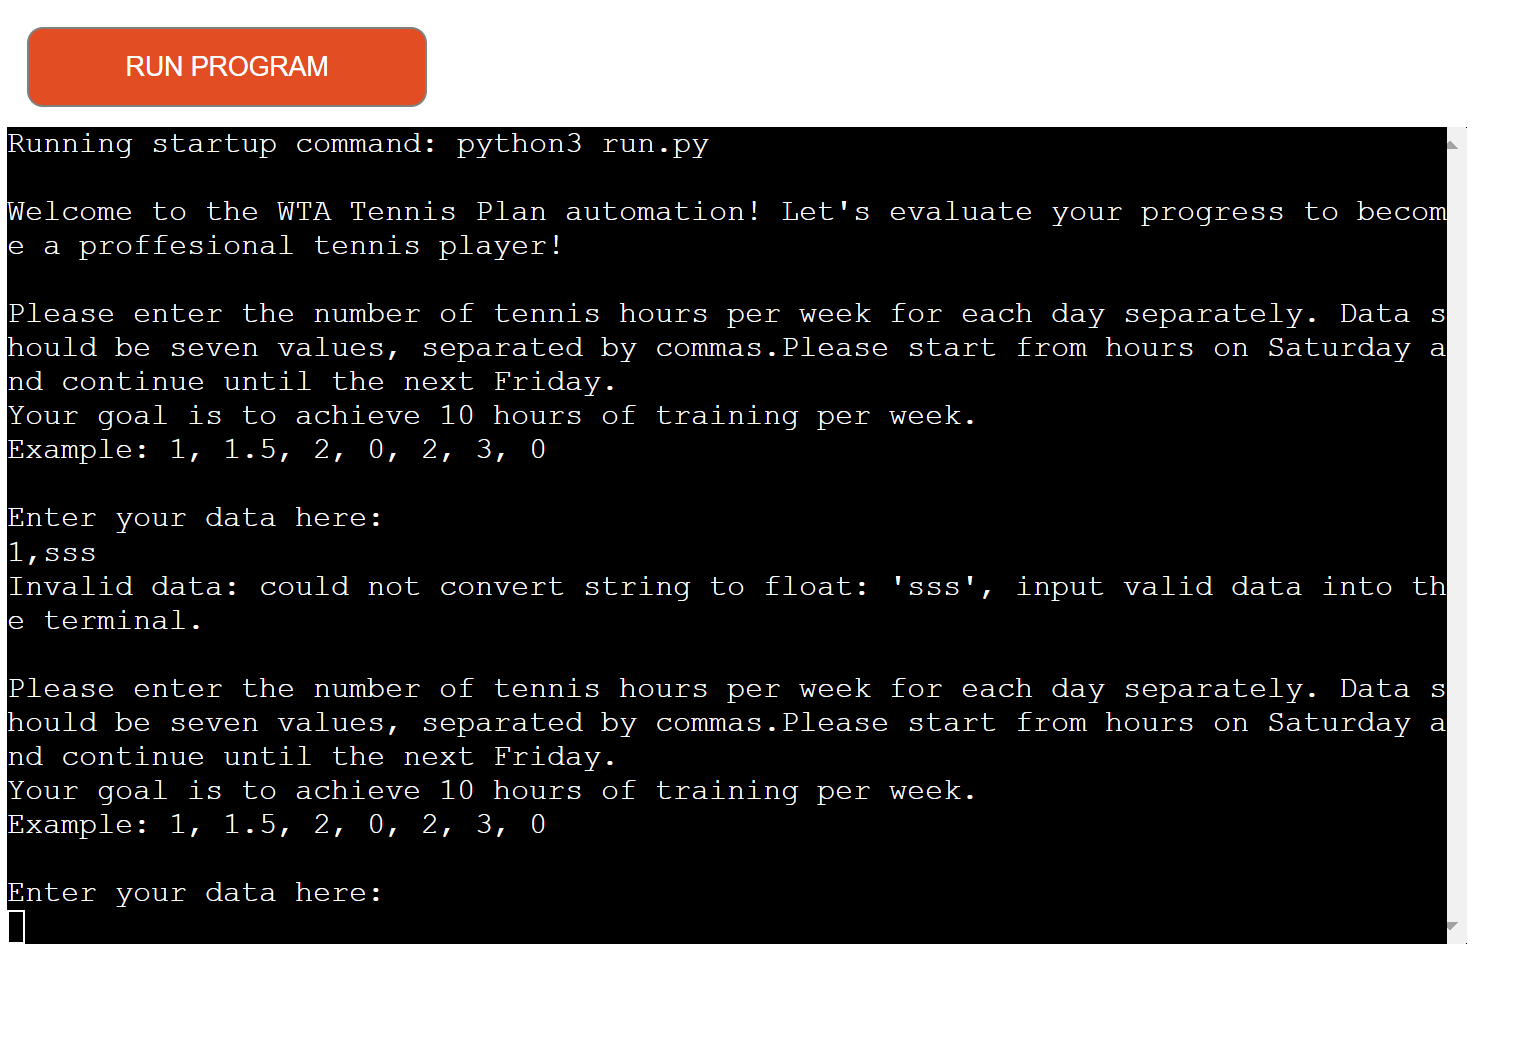 RUN PROGRAM
Running startup command: python3 run.py
Welcome to the WTA Tennis Plan automation! Let's evaluate your progress to becom
e a proffesional tennis player!
Please enter the number of tennis hours per week for each day separately. Data s
hould be seven values, separated by commas.Please start from hours on Saturday a
nd continue until the next Friday.
Your goal is to achieve 10 hours of training per week.
Example: 1, 1.5, 2, 0, 2, 3, 0
Enter your data here:
1,sss
Invalid data: could not convert string to float: 'sss', input valid data into th
e terminal.
Please enter the number of tennis hours per week for each day separately. Data s
hould be seven values, separated by commas.Please start from hours on Saturday a
nd continue until the next Friday.
Your goal is to achieve 10 hours of training per week.
Example: 1, 1.5, 2, 0, 2, 3, 0
Enter your data here: